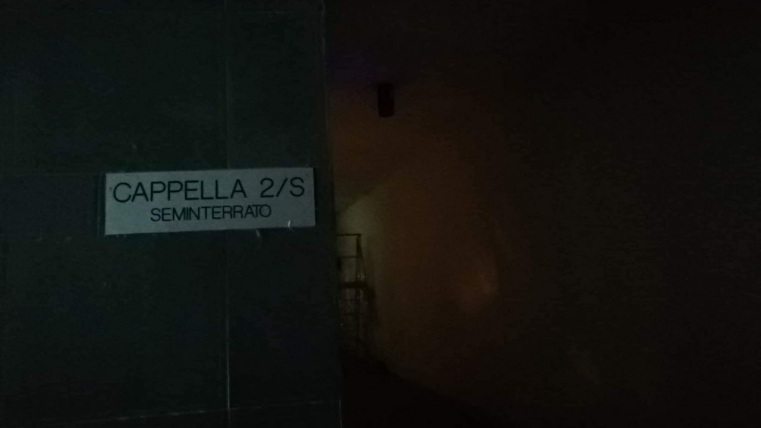 CAPPELLA 2/S
SEMINTERRATO